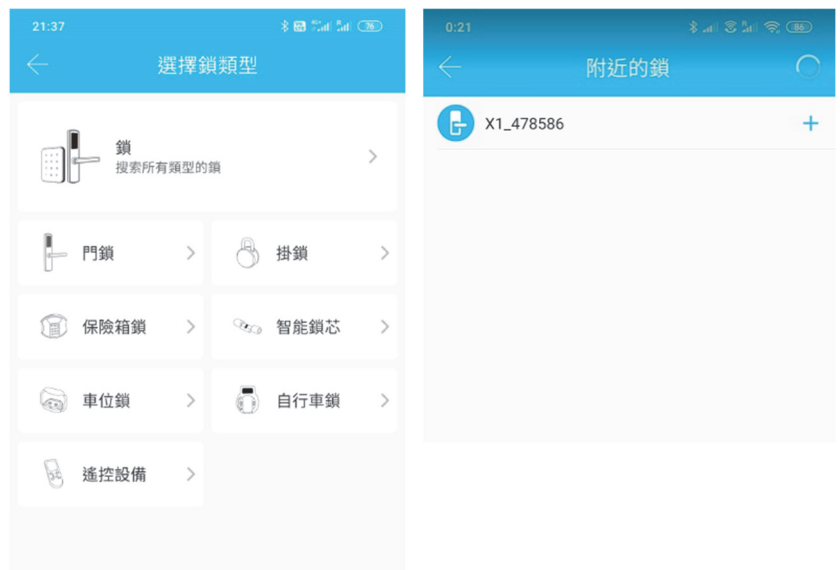 21:37
76
選擇鎖類型
鎖
搜索所有類型的鎖
門鎖
掛鎖
保險箱鎖
智能鎖芯
車位鎖
自行車鎖
遙控設備
0:21
86
附近的鎖
X1_478586